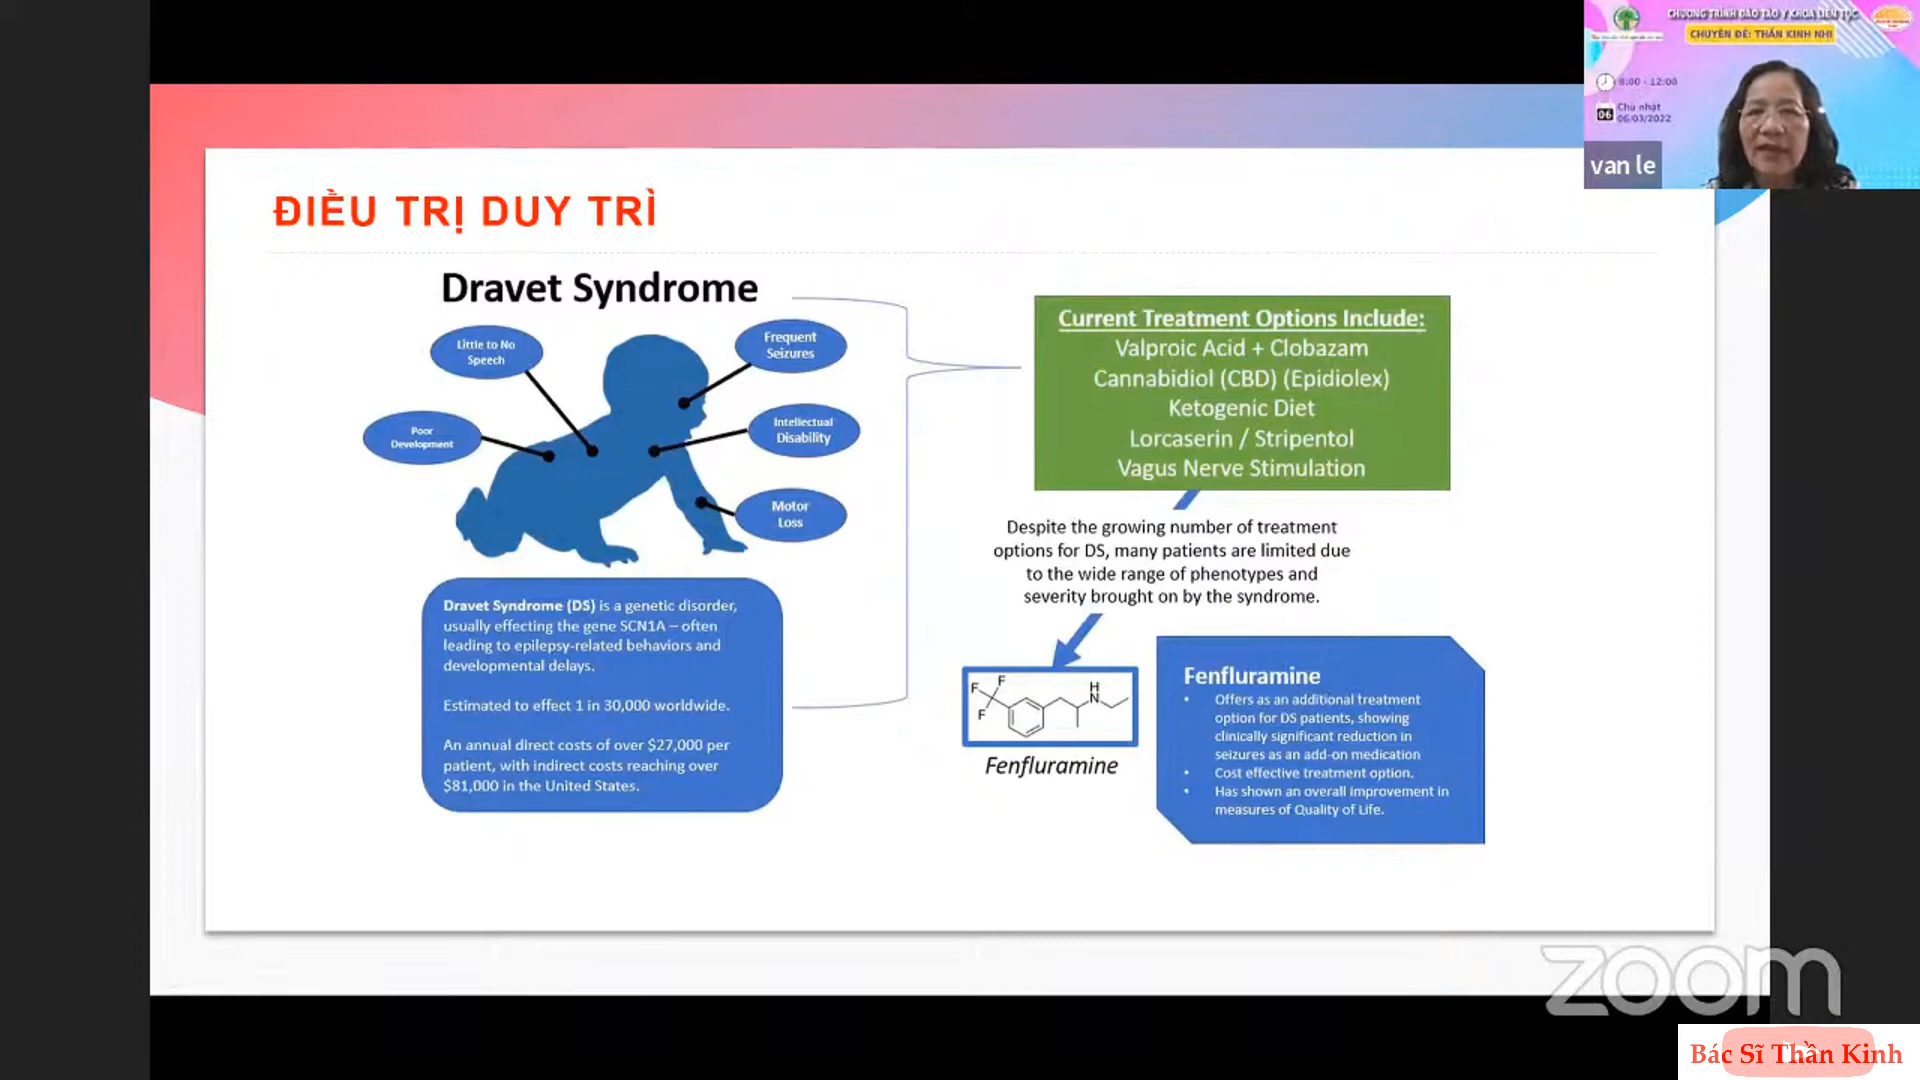 CHƯƠNG TRÌNH ĐÀO TẠO Y KHOA LIÊN TỤC
CHUYÊN ĐỀ: THẦN KINH NHI
8:00 - 12:00
Chủ nhật
06
06/03/2022
van le
ĐIỀU TRỊ DUY TRÌ
Dravet Syndrome
Little to No
Speech
Frequent
Seizures
Poor
Development
Intellectual
Disability
Motor
Loss
Dravet Syndrome (DS) is a genetic disorder,
usually effecting the gene SCN1A – often
leading to epilepsy-related behaviors and
developmental delays.
Estimated to effect 1 in 30,000 worldwide.
An annual direct costs of over $27,000 per
patient, with indirect costs reaching over
$81,000 in the United States.
Current Treatment Options Include:
Valproic Acid + Clobazam
Cannabidiol (CBD) (Epidiolex)
Ketogenic Diet
Lorcaserin / Stripentol
Vagus Nerve Stimulation
Despite the growing number of treatment
options for DS, many patients are limited due
to the wide range of phenotypes and
severity brought on by the syndrome.
F
F
F
H
N
Fenfluramine
Fenfluramine
• Offers as an additional treatment
option for DS patients, showing
clinically significant reduction in
seizures as an add-on medication
• Cost effective treatment option.
• Has shown an overall improvement in
measures of Quality of Life.
zoom
Bác Sĩ Thần Kinh